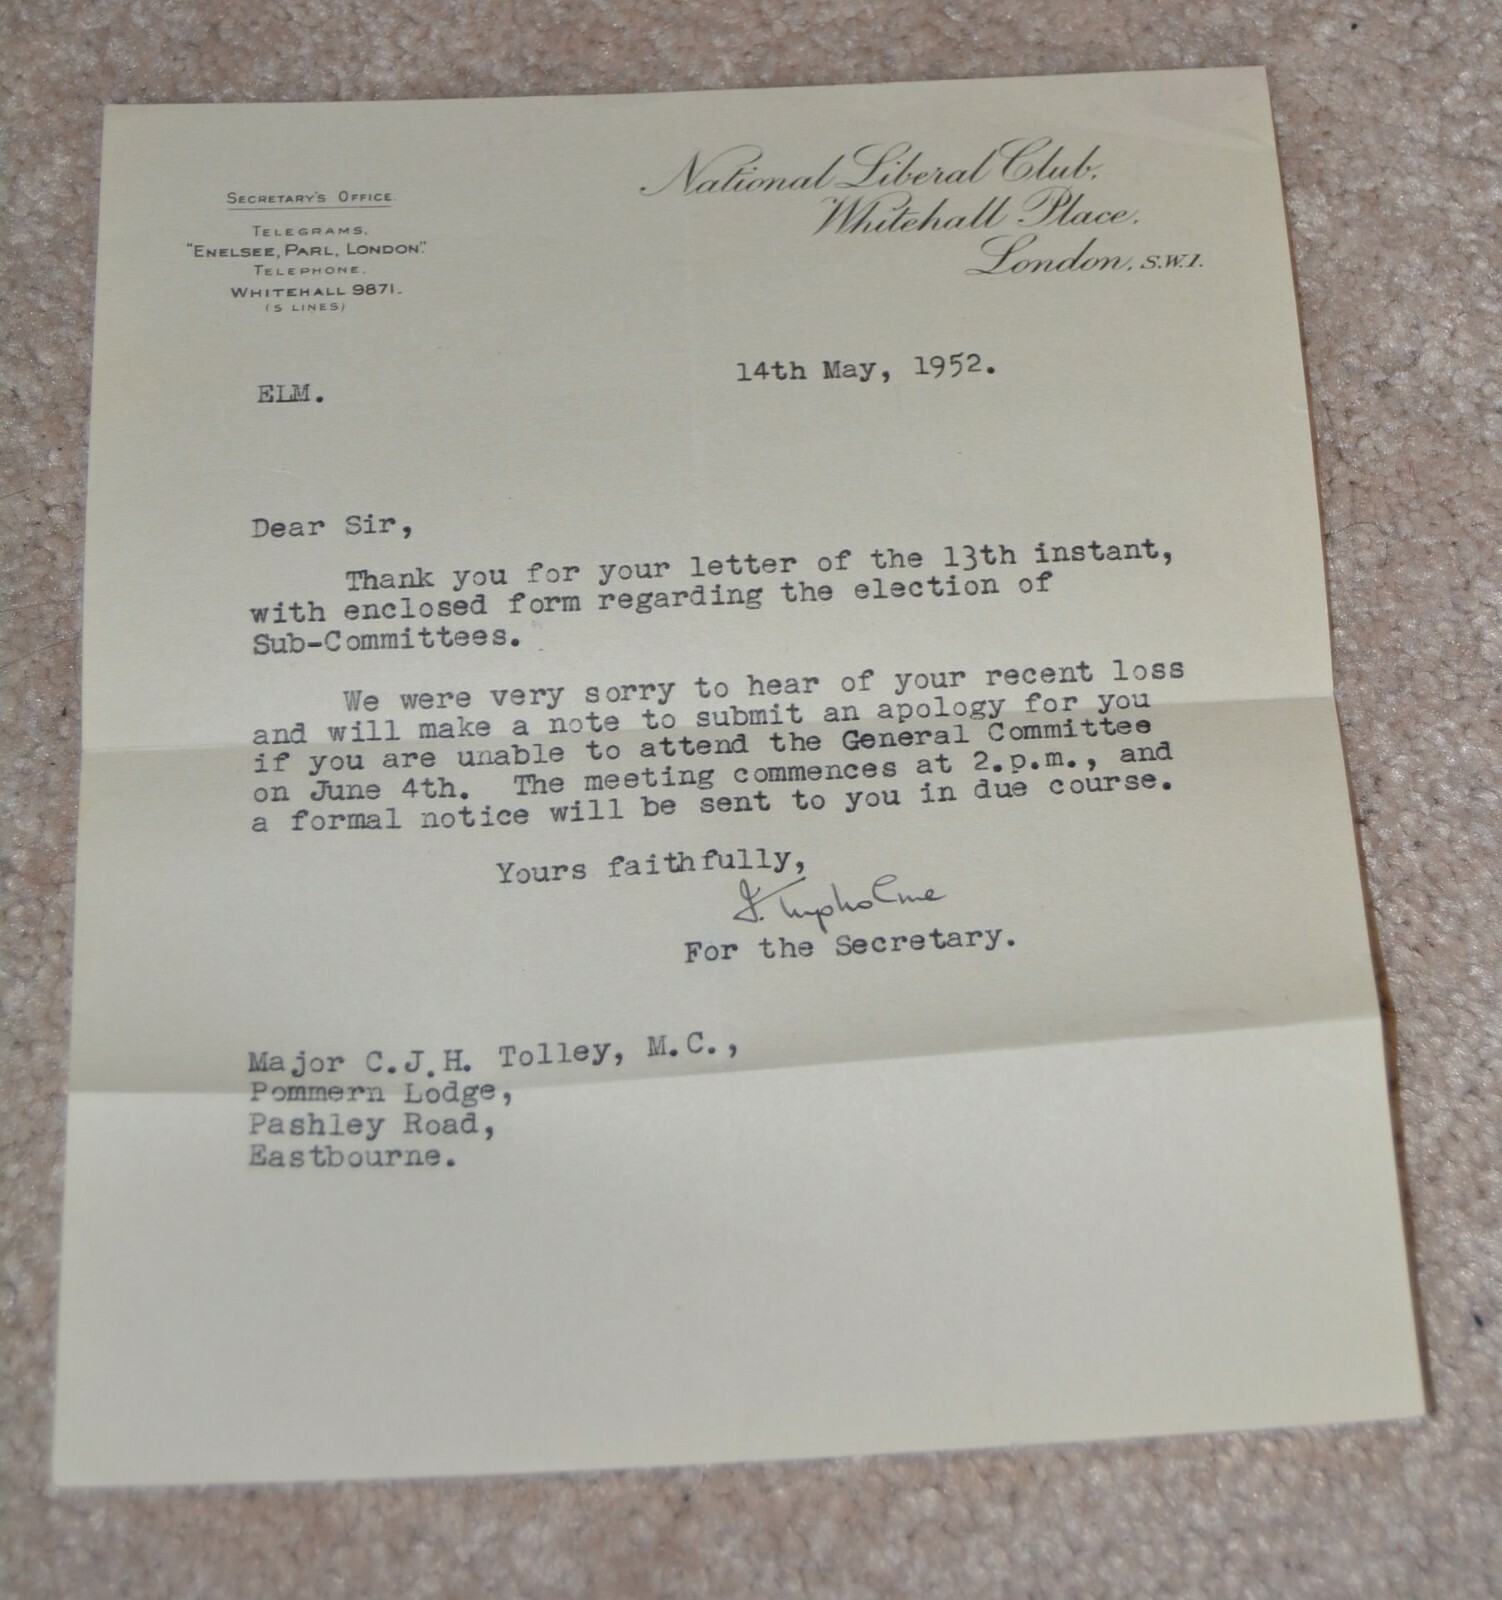 SECRETARY'S OFFICE.
TELEGRAMS.
"ENELSEE, PARL, LONDON."
TELEPHONE.
WHITEHALL 9871.
(5 LINES)
National Liberal Club,
Whitehall Place,
London, S.W.1.
14th May, 1952.
ELM.
Dear Sir,
Thank you for your letter of the 13th instant,
with enclosed form regarding the election of
Sub-Committees.
We were very sorry to hear of your recent loss
and will make a note to submit an apology for you
if you are unable to attend the General Committee
on June 4th. The meeting commences at 2.p.m., and
a formal notice will be sent to you in due course.
Yours faithfully,
For the Secretary.
Major C.J.H. Tolley, M.C.,
Pommern Lodge,
Pashley Road,
Eastbourne.